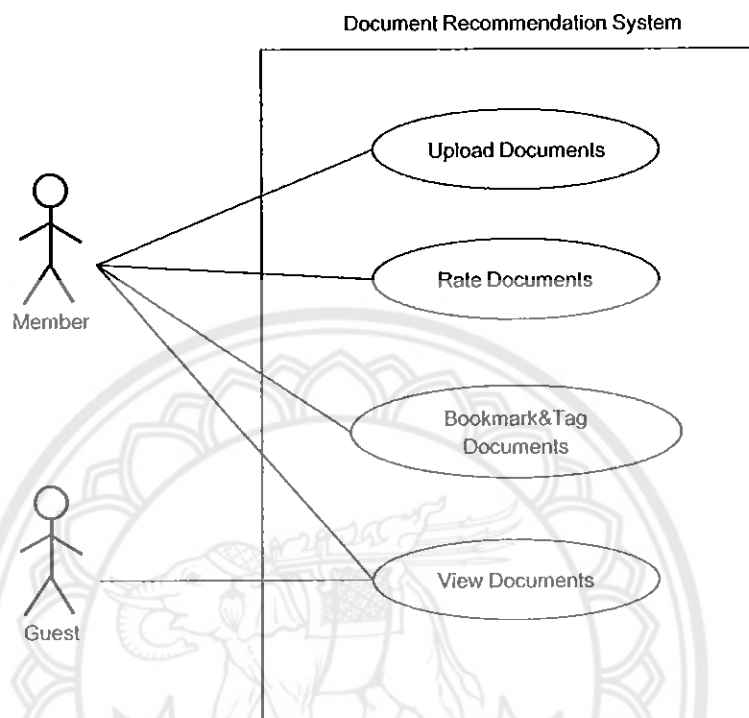 Document Recommendation System
Upload Documents
Rate Documents
Member
Bookmark&Tag
Documents
View Documents
Guest